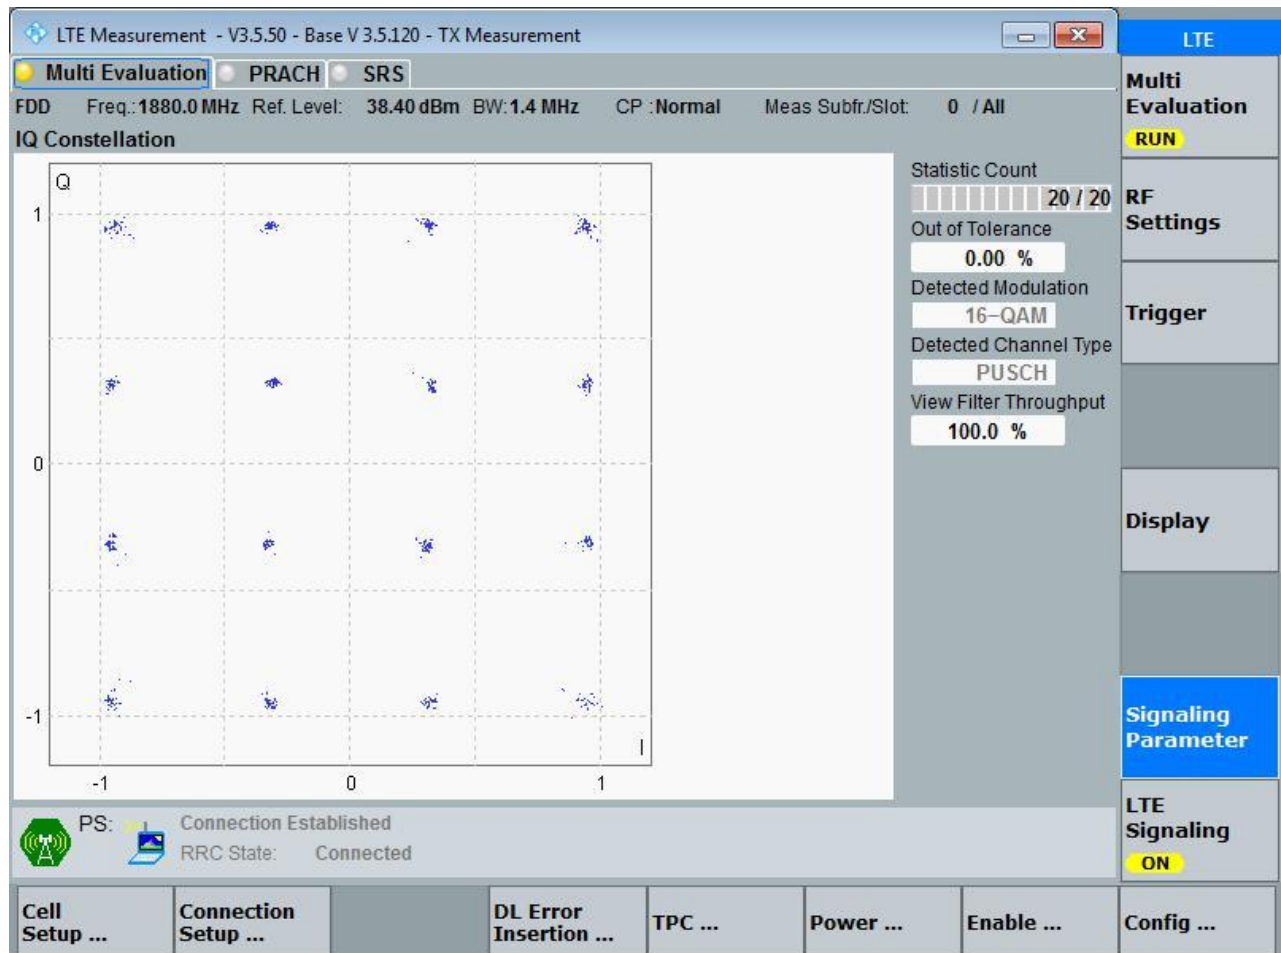 LTE Measurement - V3.5.50 - Base V 3.5.120 - TX Measurement
LTE
Multi Evaluation PRACH SRS
FDD Freq.:1880.0 MHz Ref. Level: 38.40 dBm BW:1.4 MHz CP :Normal Meas Subfr./Slot: 0 / All
IQ Constellation
Q
1
0
-1
I
-1 0 1
Statistic Count
20 / 20
Out of Tolerance
0.00 %
Detected Modulation
16-QAM
Detected Channel Type
PUSCH
View Filter Throughput
100.0 %
Multi
Evaluation
RUN
RF
Settings
Trigger
Display
Signaling
Parameter
LTE
Signaling
ON
PS: Connection Established
RRC State: Connected
Cell
Setup ...
Connection
Setup ...
DL Error
Insertion ...
TPC ...
Power ...
Enable ...
Config ...